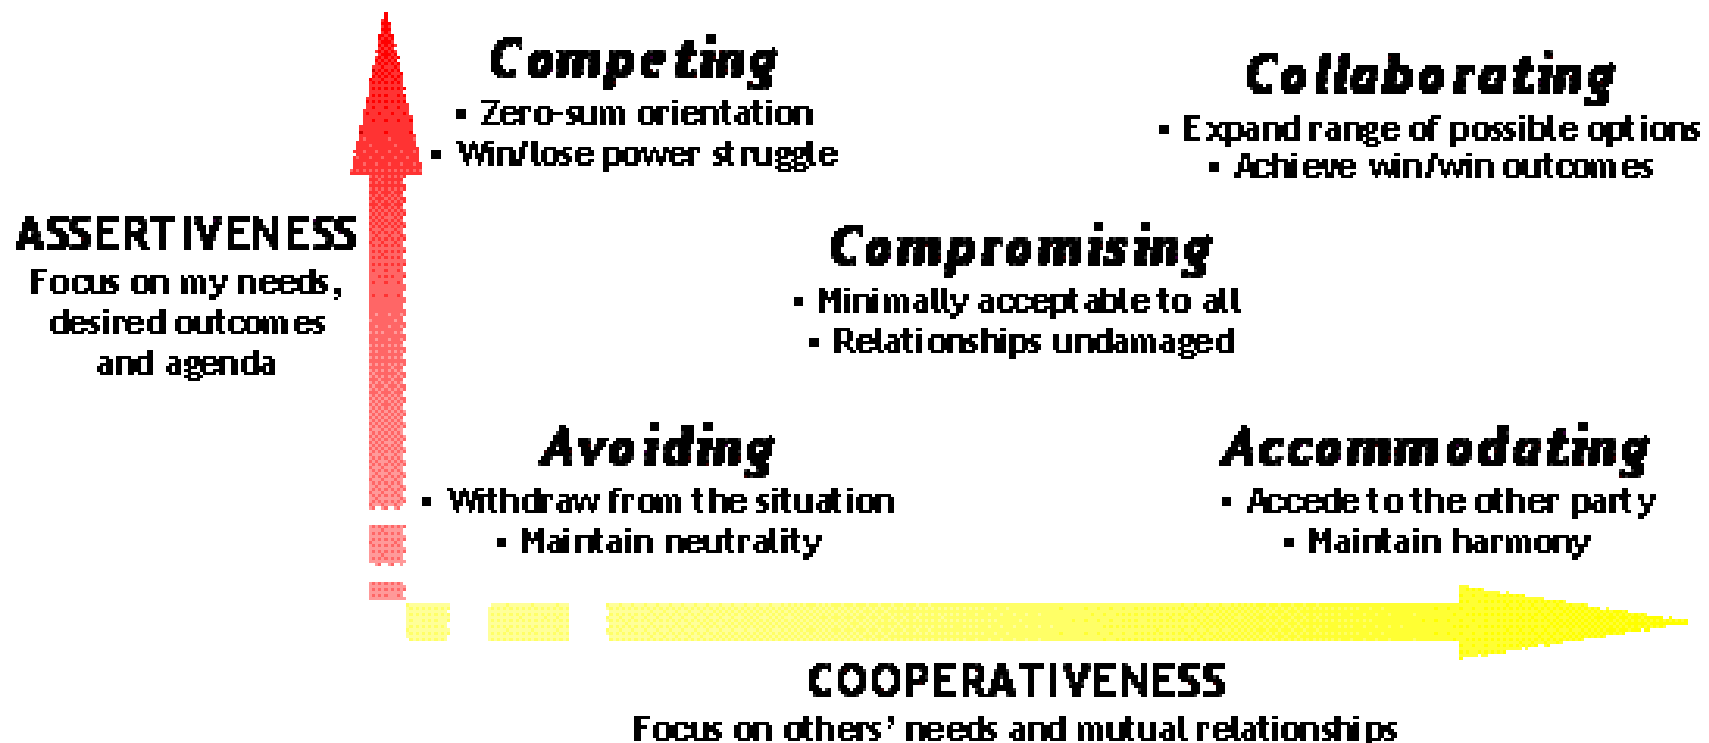 Competing
▪ Zero-sum orientation
▪ Win/lose power struggle
Collaborating
▪ Expand range of possible options
▪ Achieve win/win outcomes
ASSERTIVENESS
Focus on my needs,
desired outcomes
and agenda
Compromising
▪ Minimally acceptable to all
▪ Relationships undamaged
Avoiding
▪ Withdraw from the situation
▪ Maintain neutrality
Accommodating
▪ Accede to the other party
▪ Maintain harmony
COOPERATIVENESS
Focus on others’ needs and mutual relationships